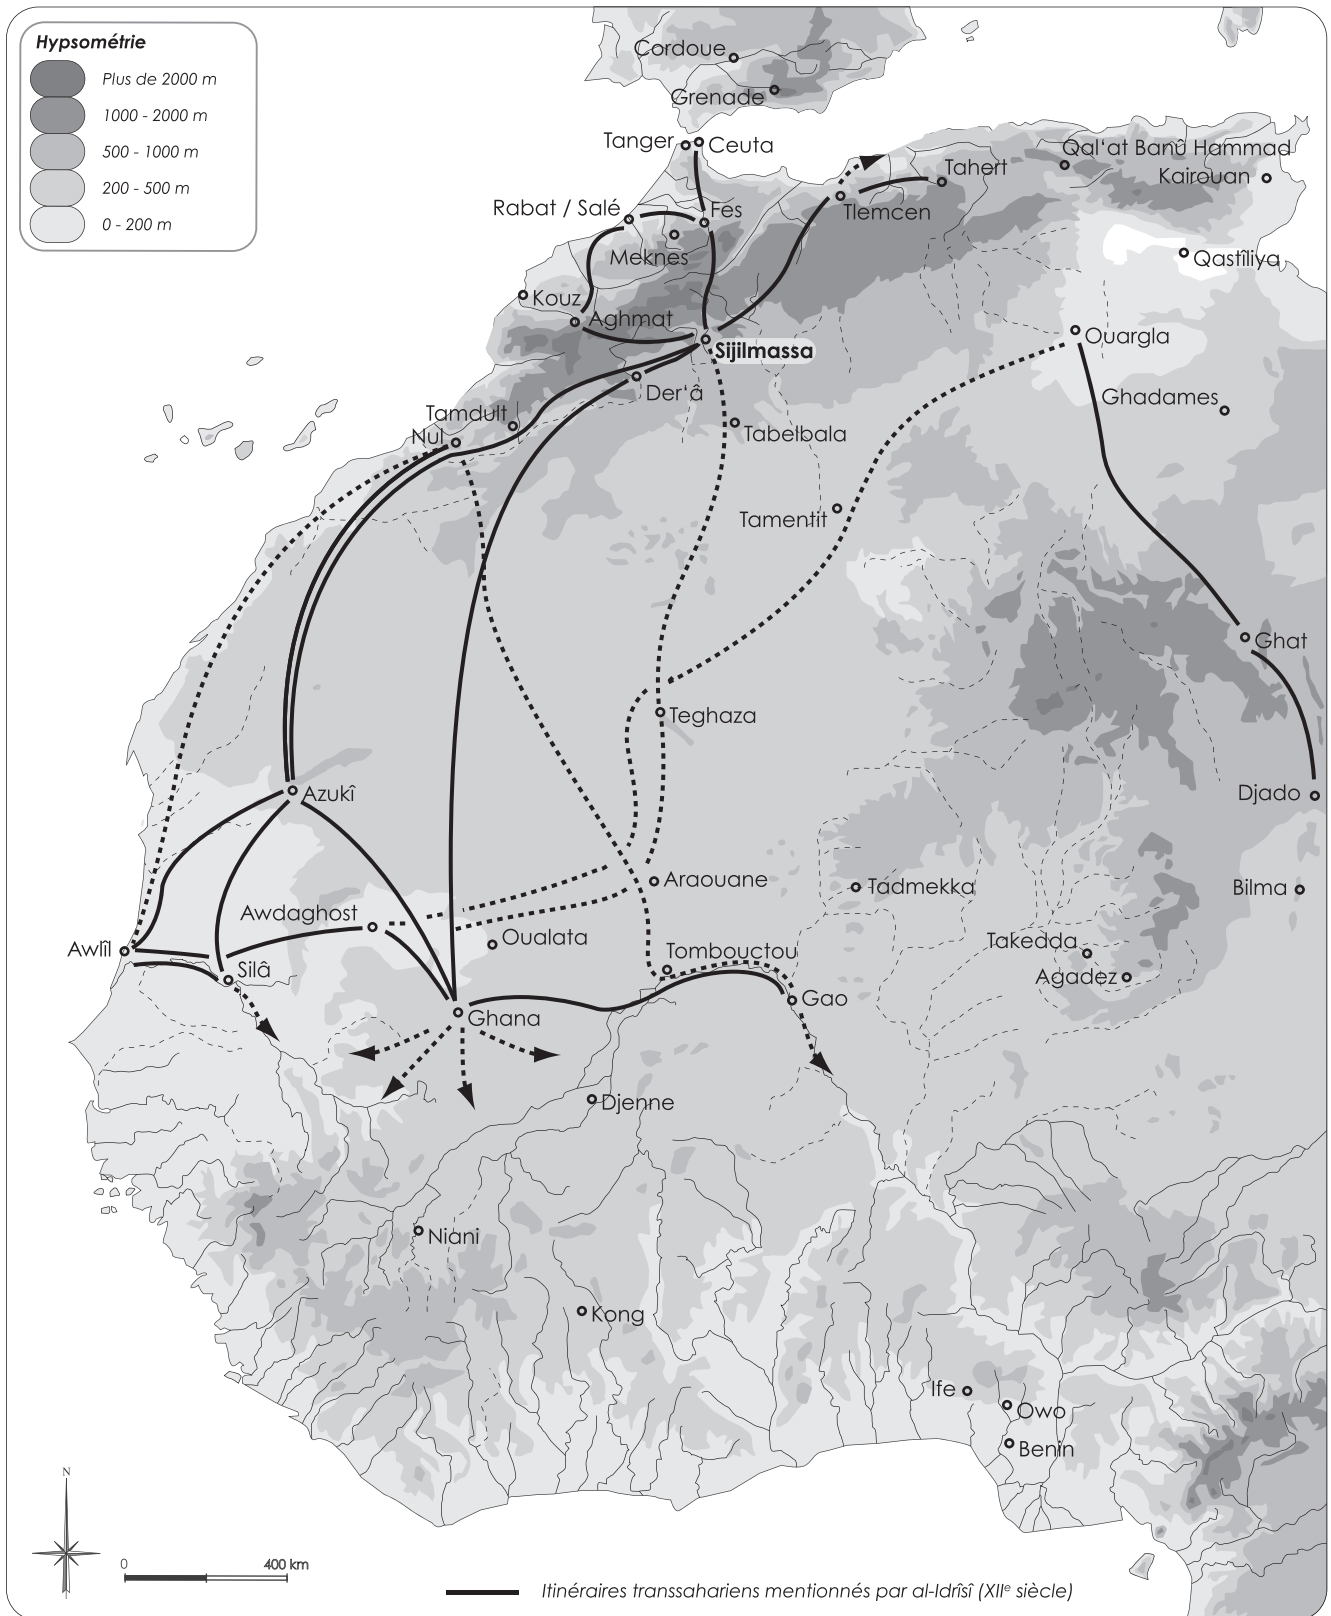 Hypsométrie
Plus de 2000 m
1000 - 2000 m
500 - 1000 m
200 - 500 m
0 - 200 m
Cordoue
Grenade
Tanger
Ceuta
Qal'at Banû Hammad
Tahert
Kairouan
Rabat / Salé
Fes
Tlemcen
Meknes
Qastîliya
Kouz
Aghmat
Ouargla
Sijilmassa
Der'â
Ghadames
Tamdult
Nul
Tabelbala
Tamentit
Ghat
Teghaza
Azukî
Djado
Araouane
Tadmekka
Bilma
Awdaghost
Oualata
Takedda
Awlîl
Tombouctou
Silâ
Agadez
Gao
Ghana
Djenne
Niani
Kong
Ife
Owo
Benin
N
0
400 km
Itinéraires transsahariens mentionnés par al-Idrîsî (XIIe siècle)